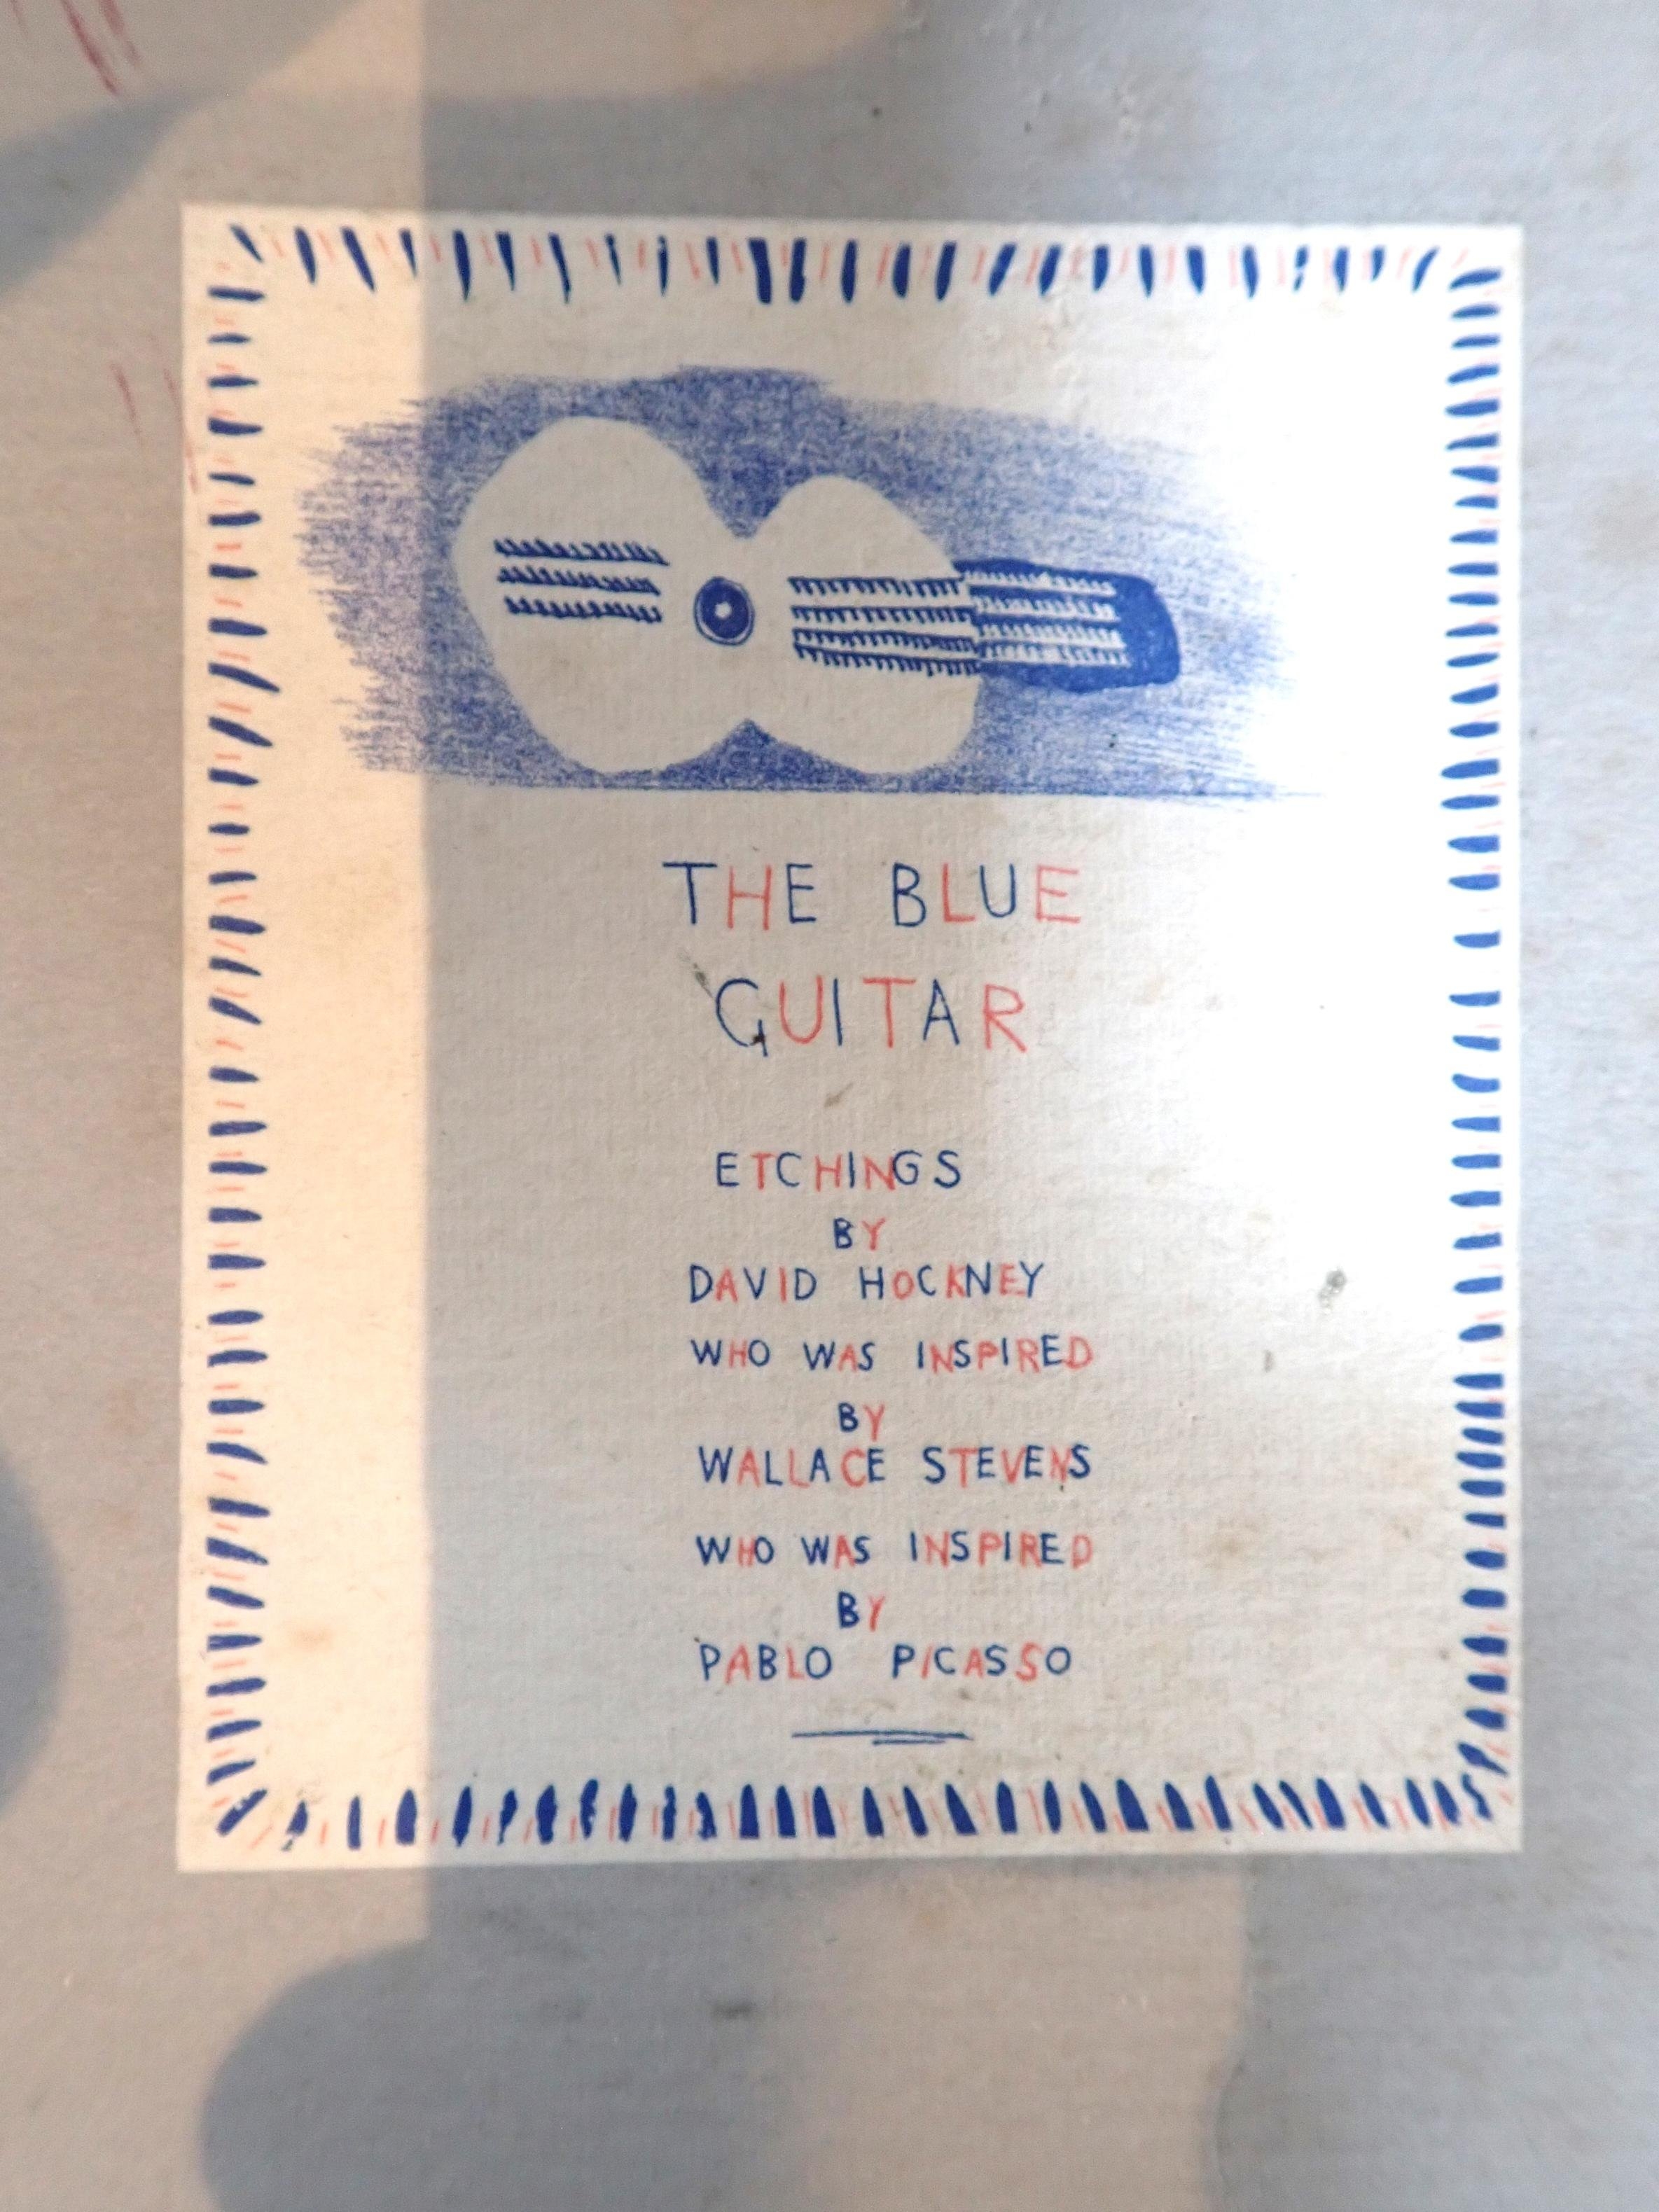 THE BLUE
GUITAR
ETCHINGS
BY
DAVID HOCKNEY
WHO WAS INSPIRED
BY
WALLACE STEVENS
WHO WAS INSPIRED
BY
PABLO PICASSO